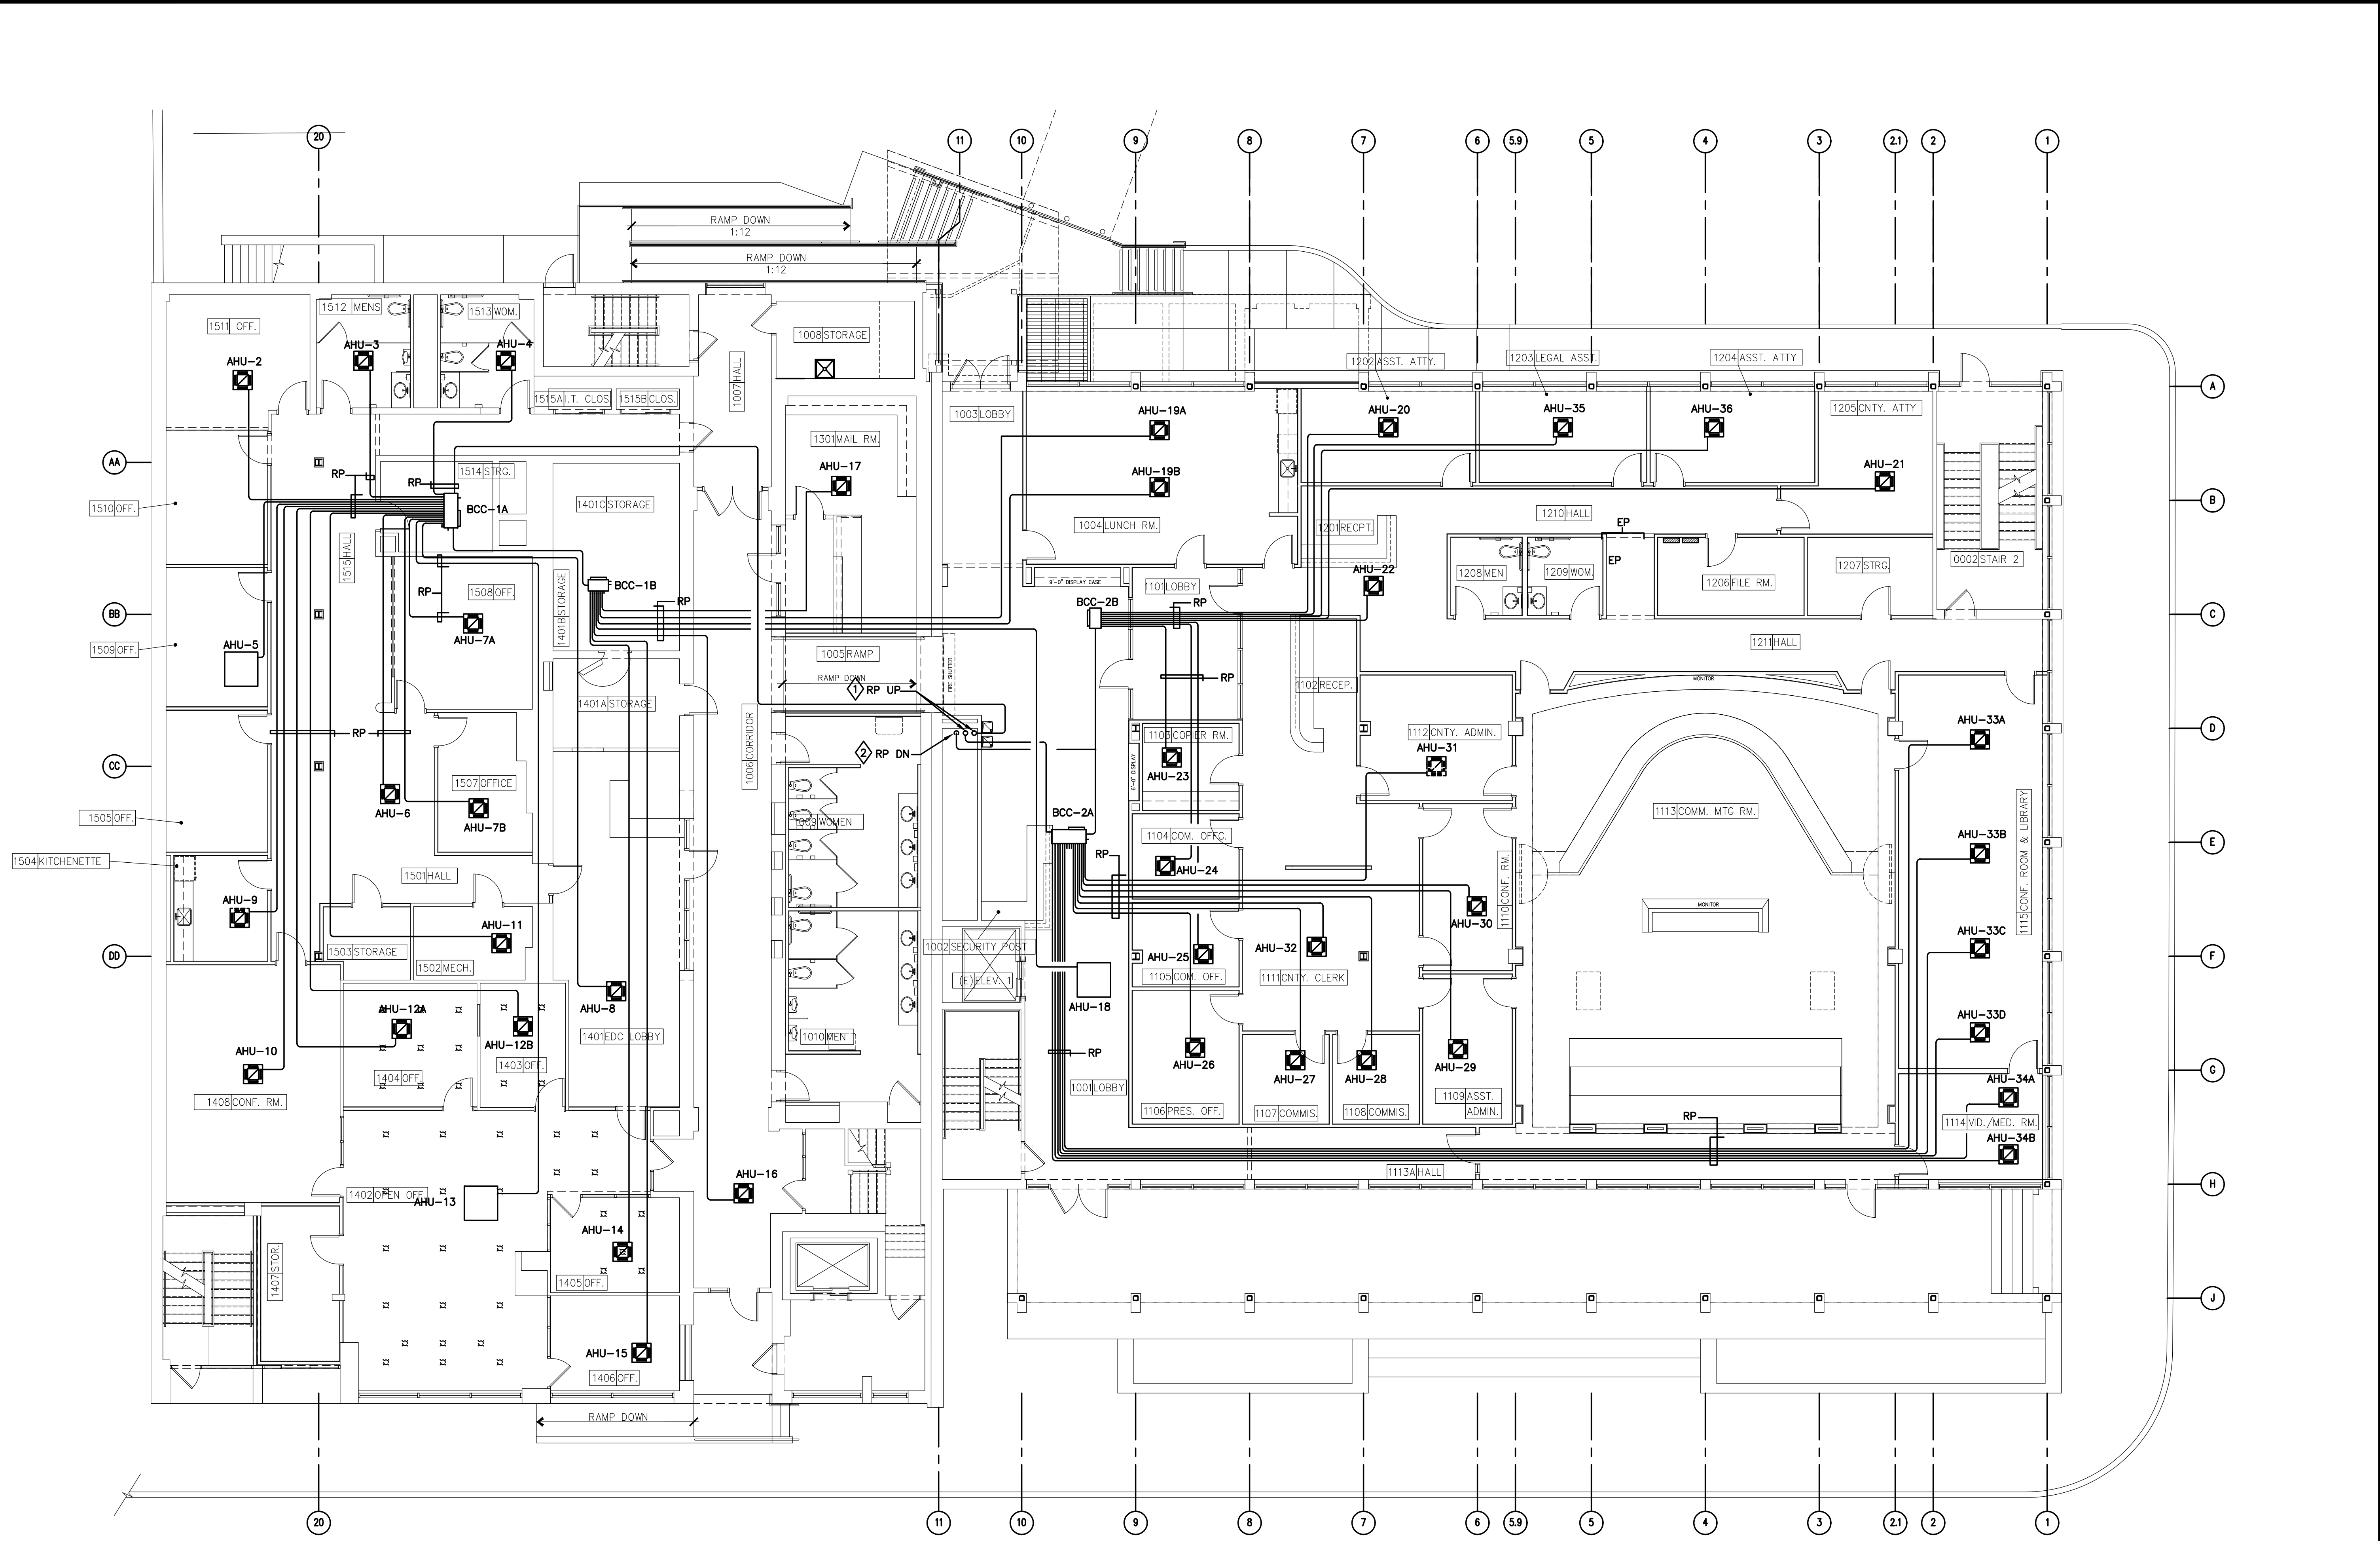 20
11
10
9
8
7
6
5.9
5
4
3
2.1
2
1
RAMP DOWN
1:12
RAMP DOWN
1:12
1512 MENS
1513 WOM.
1511 OFF.
1008 STORAGE
AHU-2
AHU-3
AHU-4
1007 HALL
1202 ASST. ATTY.
1203 LEGAL ASST.
1204 ASST. ATTY
A
1515A I.T. CLOS.
1515B CLOS.
1003 LOBBY
AHU-19A
AHU-20
AHU-35
AHU-36
1205 CNTY. ATTY
1301 MAIL RM.
AA
RP
RP
1514 STRG.
AHU-17
AHU-19B
AHU-21
1510 OFF.
BCC-1A
1401C STORAGE
1004 LUNCH RM.
1201 RECPT.
1210 HALL
B
EP
EP
1515 HALL
0002 STAIR 2
1208 MEN
1209 WOM.
1206 FILE RM.
1207 STRG.
RP
1508 OFF.
BCC-1B
9'-0" DISPLAY CASE
1101 LOBBY
AHU-22
BB
RP
BCC-2B
RP
C
1401B STORAGE
AHU-7A
1509 OFF.
AHU-5
1005 RAMP
FIRE SHUTTER
1211 HALL
RAMP DOWN
1
RP UP
RP
1102 RECEP.
MONITOR
1401A STORAGE
1006 CORRIDOR
2
RP DN
RP
1103 COPIER RM.
1112 CNTY. ADMIN.
AHU-33A
D
AHU-31
CC
6'-0" DISPLAY
AHU-23
1507 OFFICE
AHU-6
AHU-7B
1505 OFF.
1009 WOMEN
BCC-2A
1113 COMM. MTG RM.
1104 COM. OFFC.
AHU-33B
E
1504 KITCHENETTE
1501 HALL
RP
AHU-24
1110 CONF. RM.
1115 CONF. ROOM & LIBRARY
MONITOR
AHU-9
AHU-11
AHU-30
AHU-33C
DD
1503 STORAGE
1502 MECH.
1002 SECURITY POST
AHU-25
AHU-32
F
(E)ELEV. 1
1105 COM. OFF.
1111 CNTY. CLERK
AHU-8
AHU-18
AHU-12A
AHU-33D
1401 EDC LOBBY
1010 MEN
AHU-10
AHU-12B
RP
1403 OFF.
AHU-26
AHU-27
AHU-28
AHU-29
G
1404 OFF.
1001 LOBBY
AHU-34A
1408 CONF. RM.
1106 PRES. OFF.
1107 COMMIS.
1108 COMMIS.
1109 ASST.
ADMIN.
RP
1114 VID./MED. RM.
AHU-34B
1113A HALL
AHU-16
H
1402 OPEN OFF.
AHU-13
AHU-14
1407 STOR.
1405 OFF.
J
AHU-15
1406 OFF.
RAMP DOWN
20
11
10
9
8
7
6
5.9
5
4
3
2.1
2
1